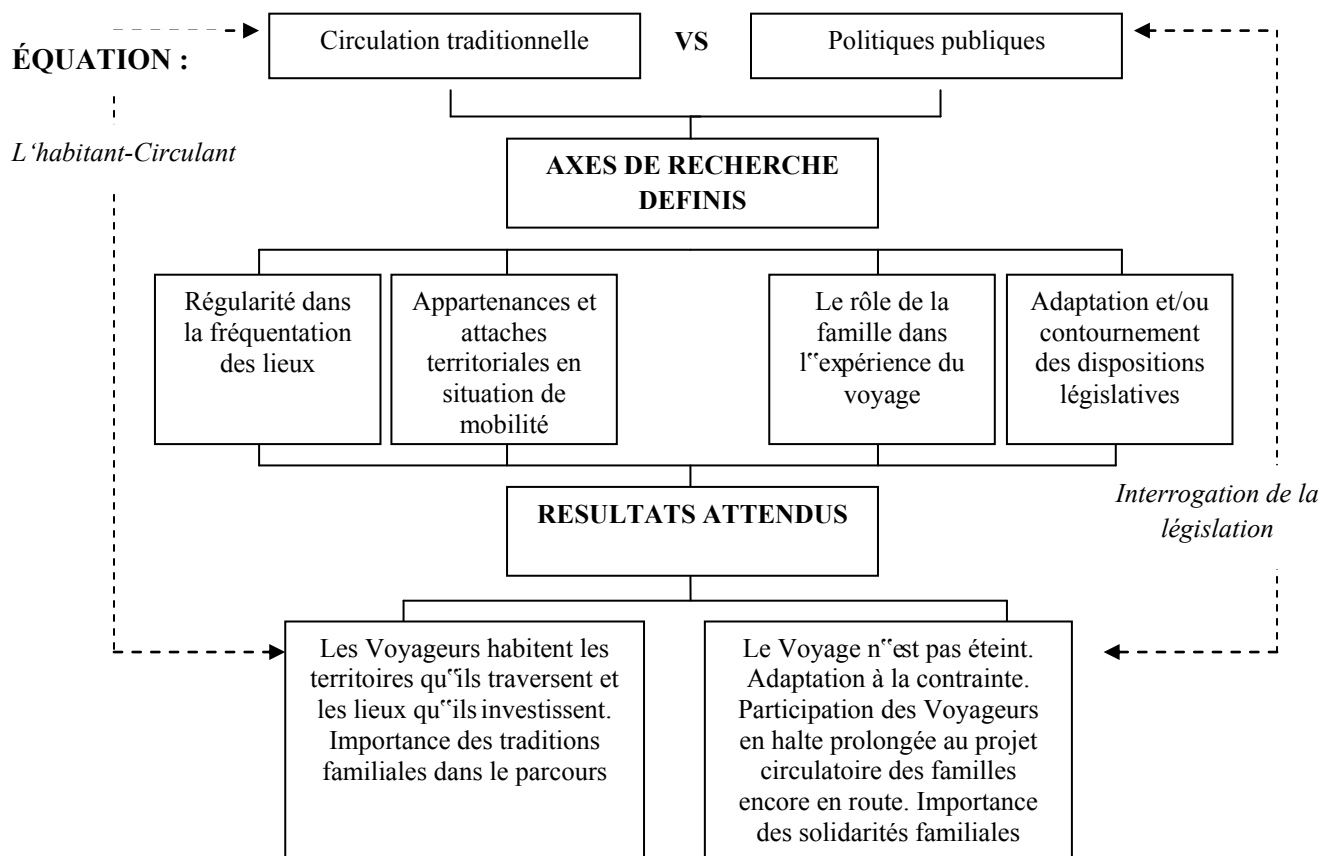 Circulation traditionnelle
VS
Politiques publiques
ÉQUATION :
L‘habitant-Circulant
AXES DE RECHERCHE
DEFINIS
Régularité dans
la fréquentation
des lieux
Appartenances et
attaches
territoriales en
situation de
mobilité
Le rôle de la
famille dans
l‟expérience du
voyage
Adaptation et/ou
contournement
des dispositions
législatives
RESULTATS ATTENDUS
Interrogation de la
législation
Les Voyageurs habitent les
territoires qu‟ils traversent et
les lieux qu‟ils investissent.
Importance des traditions
familiales dans le parcours
Le Voyage n‟est pas éteint.
Adaptation à la contrainte.
Participation des Voyageurs
en halte prolongée au projet
circulatoire des familles
encore en route. Importance
des solidarités familiales